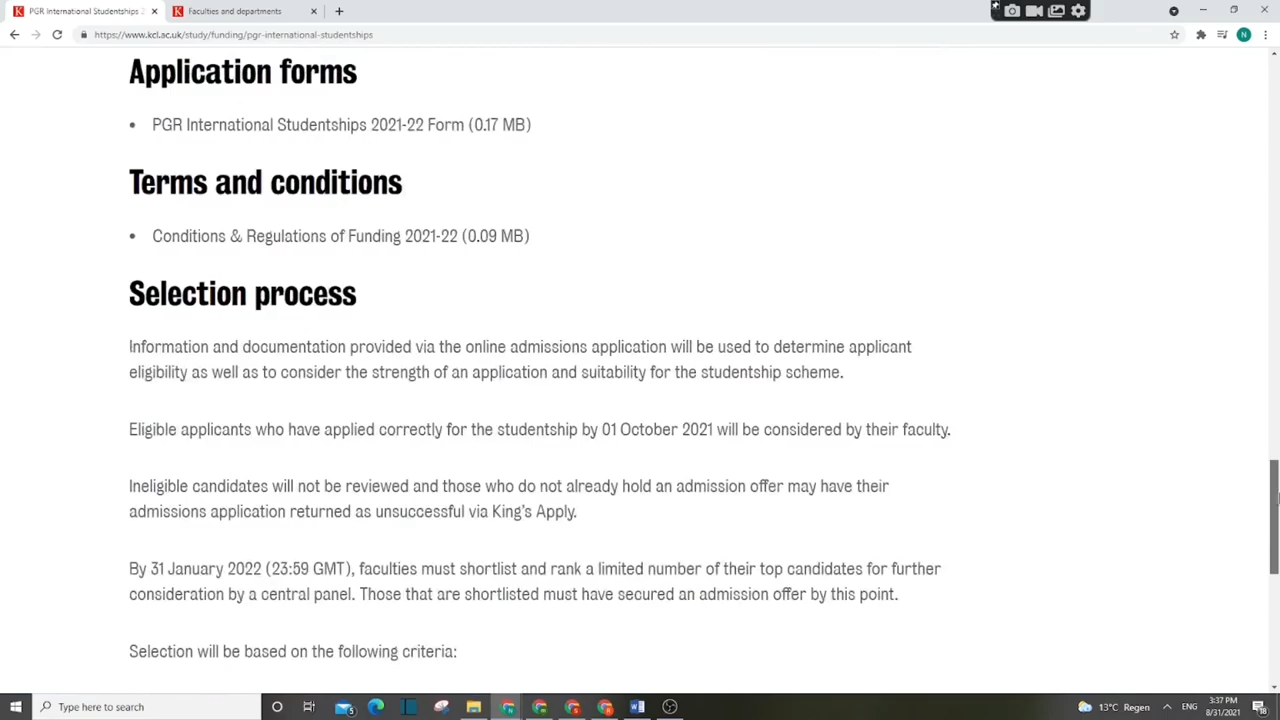 PGR International Studentships 2
Faculties and departments
https://www.kcl.ac.uk/study/funding/pgr-international-studentships
N
Application forms
• PGR International Studentships 2021-22 Form (0.17 MB)
Terms and conditions
• Conditions & Regulations of Funding 2021-22 (0.09 MB)
Selection process
Information and documentation provided via the online admissions application will be used to determine applicant
eligibility as well as to consider the strength of an application and suitability for the studentship scheme.
Eligible applicants who have applied correctly for the studentship by 01 October 2021 will be considered by their faculty.
Ineligible candidates will not be reviewed and those who do not already hold an admission offer may have their
admissions application returned as unsuccessful via King's Apply.
By 31 January 2022 (23:59 GMT), faculties must shortlist and rank a limited number of their top candidates for further
consideration by a central panel. Those that are shortlisted must have secured an admission offer by this point.
Selection will be based on the following criteria:
Type here to search
13°C Regen
3:37 PM
8/31/2021